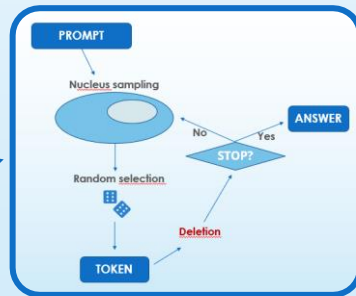 PROMPT
Nucleus sampling
No
Yes
ANSWER
STOP?
Random selection
Deletion
TOKEN